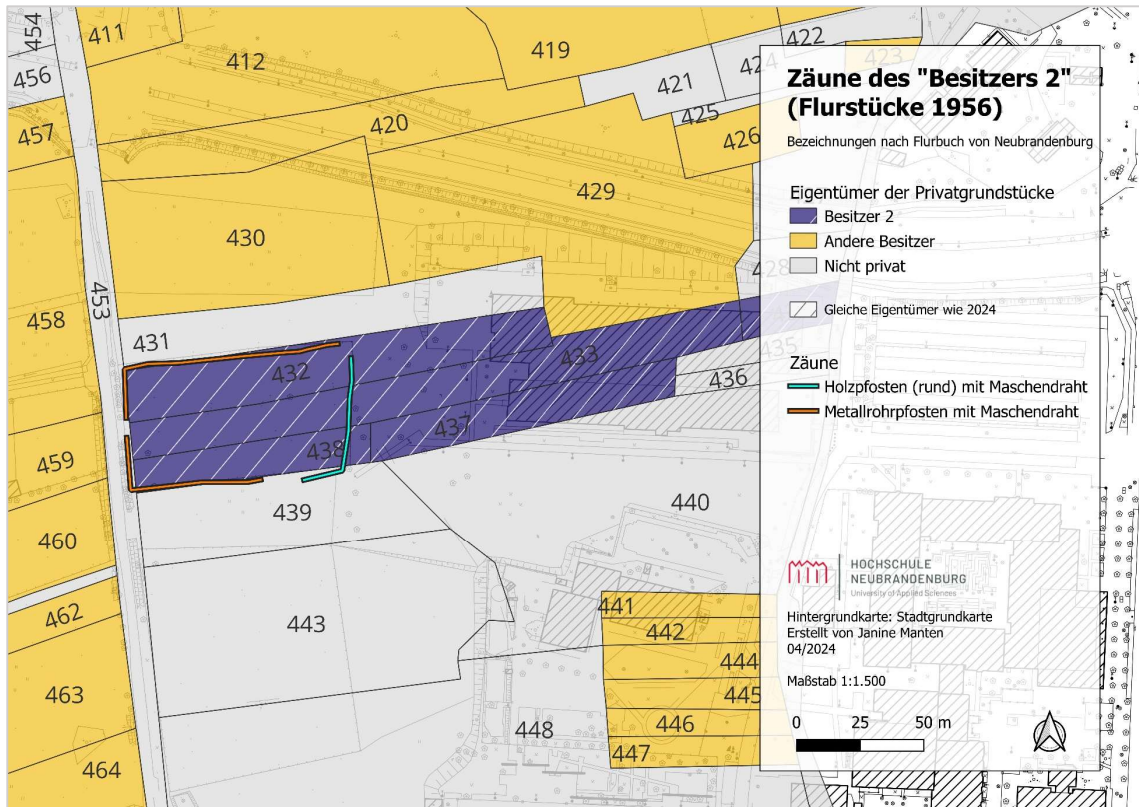 454
411
456
412
419
421
424
422
423
425
426
457
420
429
430
428
453
458
431
432
433
435
436
459
438
437
439
440
460
462
443
441
442
444
445
446
447
448
463
464
Zäune des "Besitzers 2"
(Flurstücke 1956)
Bezeichnungen nach Flurbuch von Neubrandenburg
Eigentümer der Privatgrundstücke
Besitzer 2
Andere Besitzer
Nicht privat
Gleiche Eigentümer wie 2024
Zäune
Holzpfosten (rund) mit Maschendraht
Metallrohrpfosten mit Maschendraht
HOCHSCHULE
NEUBRANDENBURG
University of Applied Sciences
Hintergrundkarte: Stadtgrundkarte
Erstellt von Janine Manten
04/2024
Maßstab 1:1.500
0 25 50 m